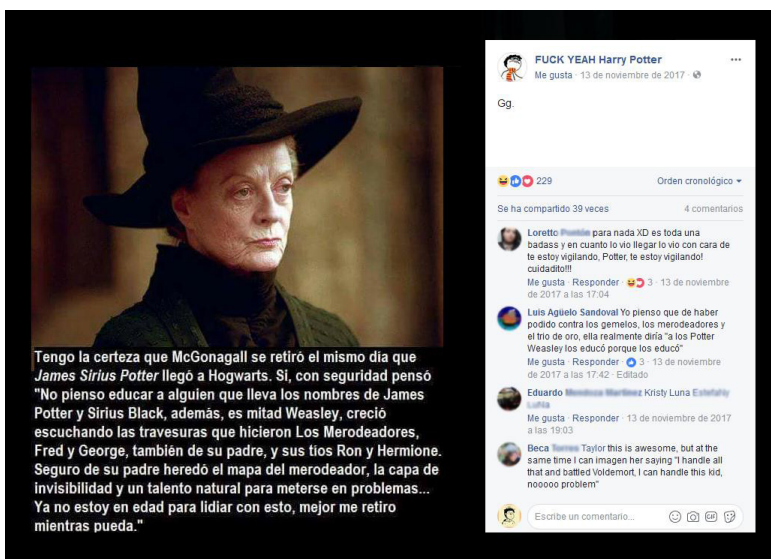 Tengo la certeza que McGonagall se retiró el mismo día que
James Sirius Potter llegó a Hogwarts. Si, con seguridad pensó
"No pienso educar a alguien que lleva los nombres de James
Potter y Sirius Black, además, es mitad Weasley, creció
escuchando las travesuras que hicieron Los Merodeadores,
Fred y George, también de su padre, y sus tíos Ron y Hermione.
Seguro de su padre heredó el mapa del merodeador, la capa de
invisibilidad y un talento natural para meterse en problemas...
Ya no estoy en edad para lidiar con esto, mejor me retiro
mientras pueda."
FUCK YEAH Harry Potter
Me gusta · 13 de noviembre de 2017 ·
Gg.
229
Orden cronológico
Se ha compartido 39 veces
4 comentarios
Loretto para nada XD es toda una
badass y en cuanto lo vio llegar lo vio con cara de
te estoy vigilando, Potter, te estoy vigilando!
cuidadito!!!
Me gusta · Responder · 3 · 13 de noviembre
de 2017 a las 17:04
Luis Agüelo Sandoval Yo pienso que de haber
podido contra los gemelos, los merodeadores y
el trio de oro, ella realmente diría "a los Potter
Weasley los educó porque los educó"
Me gusta · Responder · 3 · 13 de noviembre
de 2017 a las 17:42 · Editado
Eduardo Kristy Luna
Me gusta · Responder · 13 de noviembre de 2017
a las 19:03
Beca Taylor this is awesome, but at the
same time I can imagen her saying "I handle all
that and battled Voldemort, I can handle this kid,
nooooo problem"
Escribe un comentario...
GIF